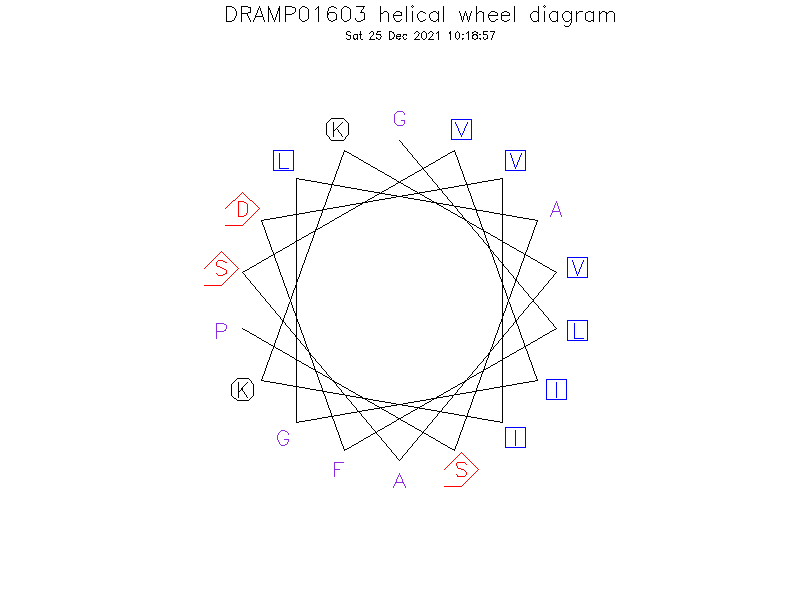 DRAMP01603 helical wheel diagram
Sat 25 Dec 2021 10:18:57
G
K V
L V
D A
S V
P L
K I
G I
F S
A